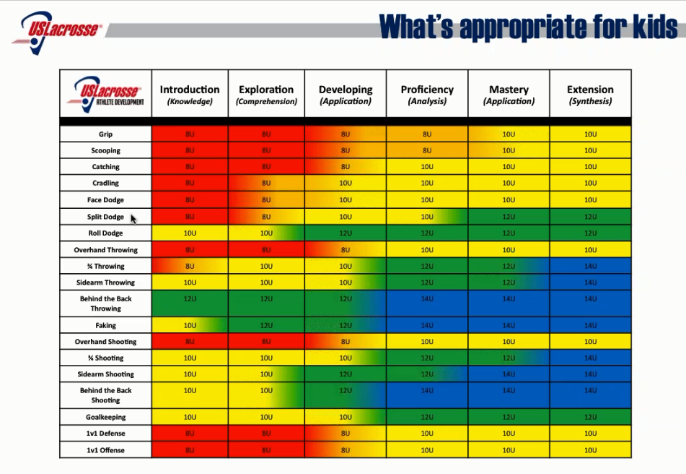 USLacrosse
What's appropriate for kids
USLacrosse Introduction Exploration Developing Proficiency Mastery Extension
ATHLETE DEVELOPMENT (Knowledge) (Comprehension) (Application) (Analysis) (Application) (Synthesis)
Grip 8U 8U 8U 8U 10U 10U
Scooping 8U 8U 8U 8U 10U 10U
Catching 8U 8U 8U 10U 10U 10U
Cradling 8U 8U 10U 10U 10U 10U
Face Dodge 8U 8U 10U 10U 10U 10U
Split Dodge 8U 8U 10U 10U 12U 12U
Roll Dodge 10U 10U 12U 12U 12U 12U
Overhand Throwing 8U 8U 8U 10U 10U 10U
¾ Throwing 8U 10U 10U 12U 12U 14U
Sidearm Throwing 10U 10U 10U 12U 12U 14U
Behind the Back 12U 12U 12U 14U 14U 14U
Throwing
Faking 10U 12U 12U 14U 14U 14U
Overhand Shooting 8U 8U 8U 10U 10U 10U
¾ Shooting 10U 10U 10U 12U 12U 14U
Sidearm Shooting 10U 10U 12U 12U 14U 14U
Behind the Back 10U 10U 12U 14U 14U 14U
Shooting
Goalkeeping 10U 10U 10U 12U 12U 12U
1v1 Defense 8U 8U 8U 10U 10U 10U
1v1 Offense 8U 8U 8U 10U 10U 10U